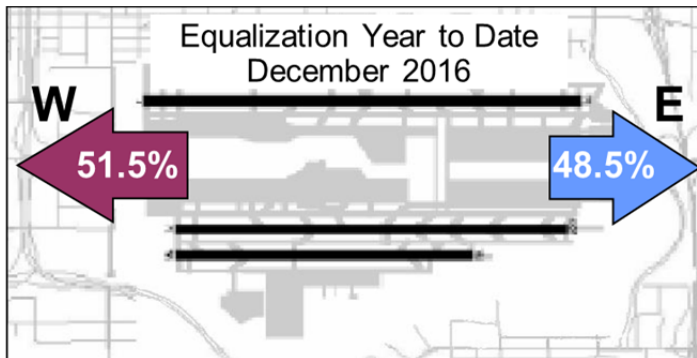 Equalization Year to Date
December 2016
W
E
51.5%
48.5%